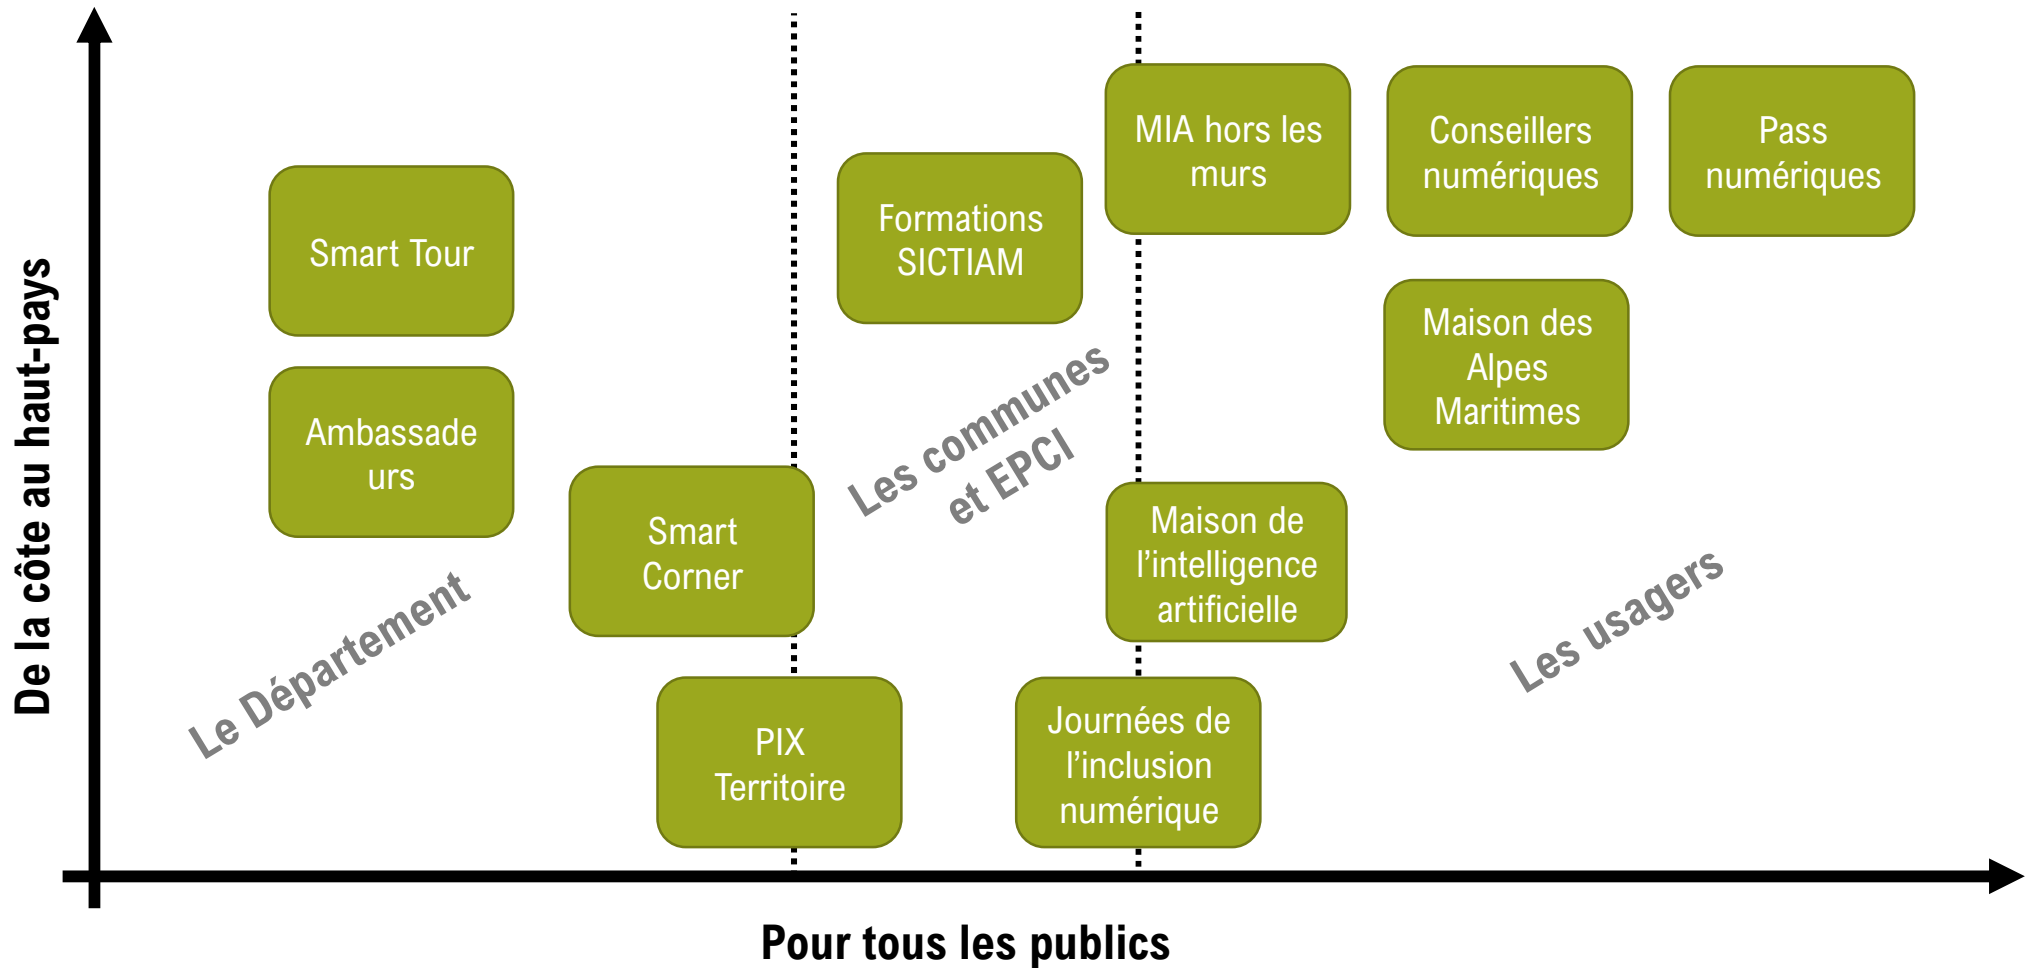 De la côte au haut-pays
Smart Tour
Ambassade
urs
Le Département
Smart
Corner
PIX
Territoire
Formations
SICTIAM
Les communes
et EPCI
MIA hors les
murs
Maison de
l’intelligence
artificielle
Journées de
l’inclusion
numérique
Conseillers
numériques
Pass
numériques
Maison des
Alpes
Maritimes
Les usagers
Pour tous les publics